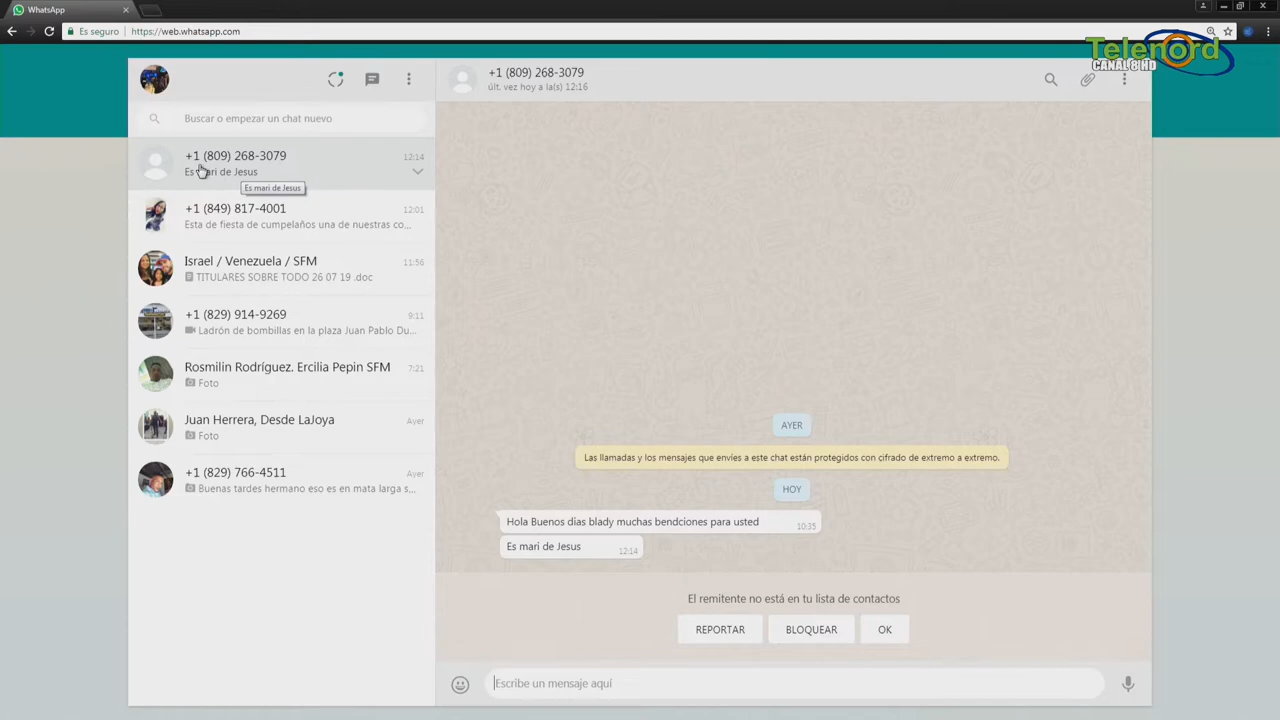 WhatsApp
Es seguro
https://web.whatsapp.com
Telenord
CANAL 8 HD
+1 (809) 268-3079
últ. vez hoy a la(s) 12:16
Buscar o empezar un chat nuevo
+1 (809) 268-3079
12:14
Es mari de Jesus
Es mari de Jesus
+1 (849) 817-4001
12:01
Esta de fiesta de cumpelaños una de nuestras co...
Israel / Venezuela / SFM
11:56
TITULARES SOBRE TODO 26 07 19 .doc
+1 (829) 914-9269
9:11
Ladrón de bombillas en la plaza Juan Pablo Du...
Rosmilin Rodríguez. Ercilia Pepin SFM
7:21
Foto
Juan Herrera, Desde LaJoya
Ayer
Foto
+1 (829) 766-4511
Ayer
Buenas tardes hermano eso es en mata larga s...
AYER
Las llamadas y los mensajes que envíes a este chat están protegidos con cifrado de extremo a extremo.
HOY
Hola Buenos dias blady muchas bendciones para usted
10:35
Es mari de Jesus
12:14
El remitente no está en tu lista de contactos
REPORTAR
BLOQUEAR
OK
Escribe un mensaje aquí